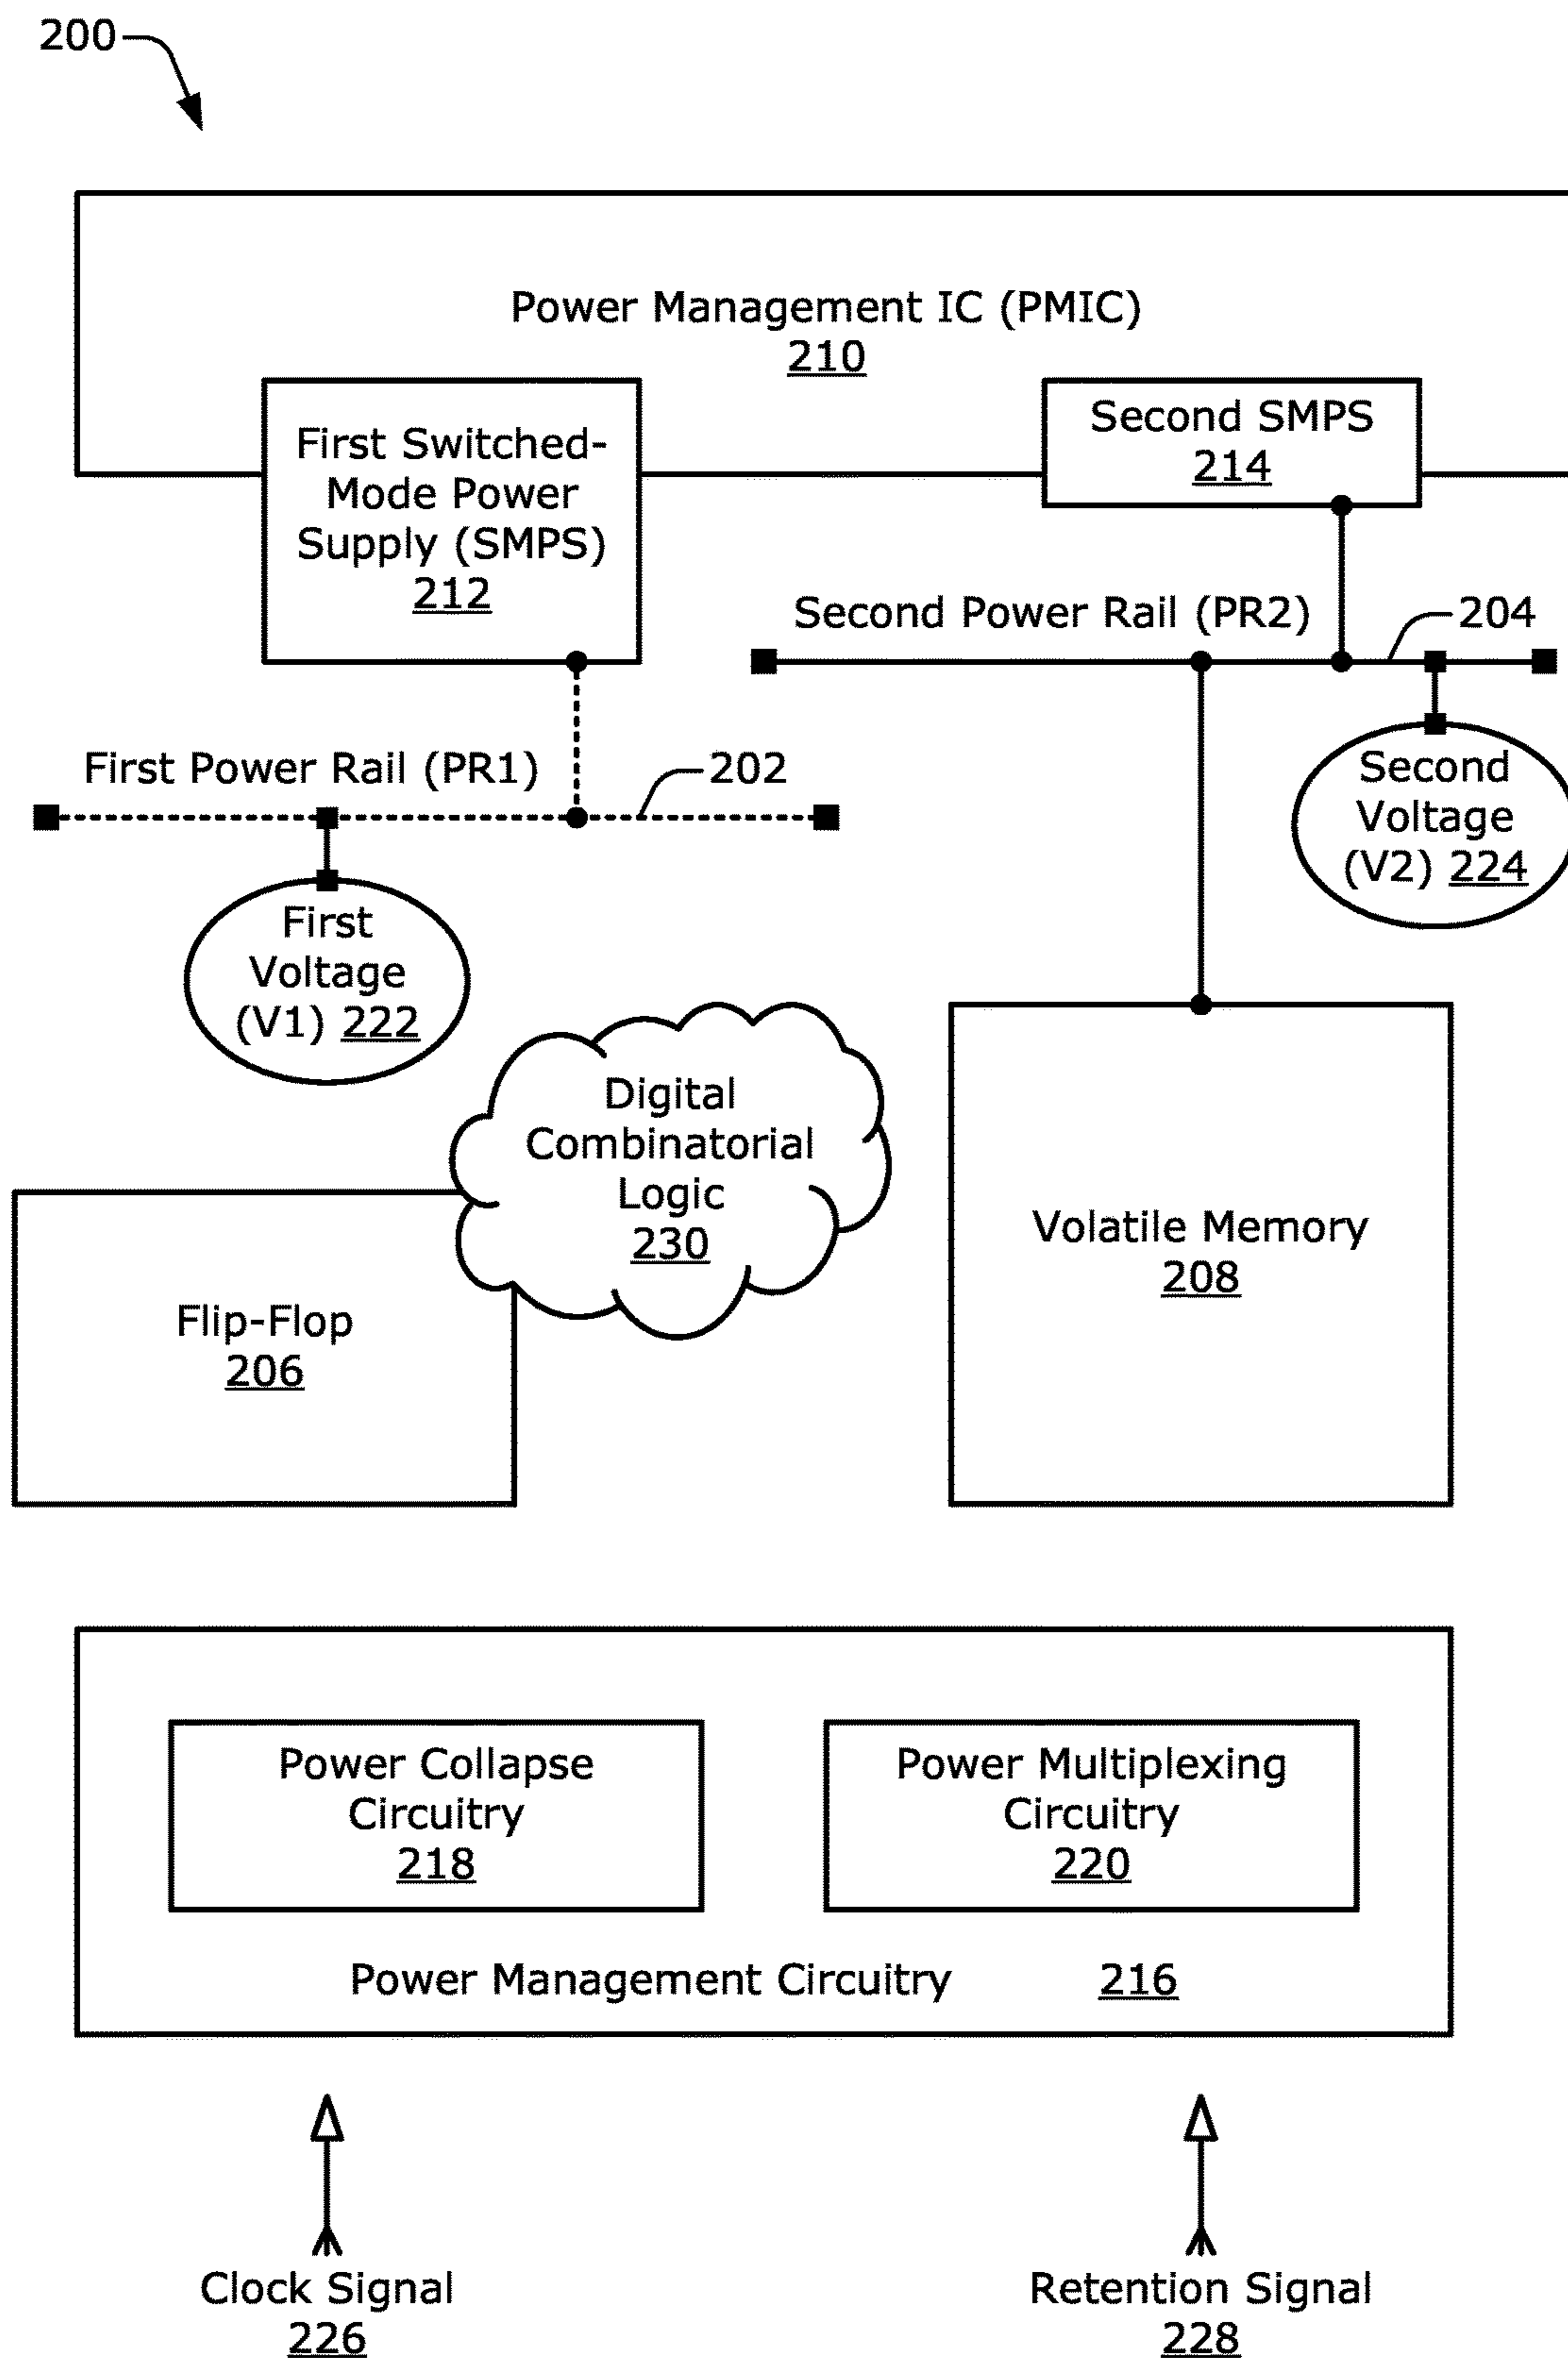 200
Power Management IC (PMIC)
210
First Switched-
Mode Power
Supply (SMPS)
212
Second SMPS
214
Second Power Rail (PR2)
204
First Power Rail (PR1)
202
Second
Voltage
(V2) 224
First
Voltage
(V1) 222
Digital
Combinatorial
Logic
230
Volatile Memory
208
Flip-Flop
206
Power Collapse
Circuitry
218
Power Multiplexing
Circuitry
220
Power Management Circuitry 216
Clock Signal
226
Retention Signal
228